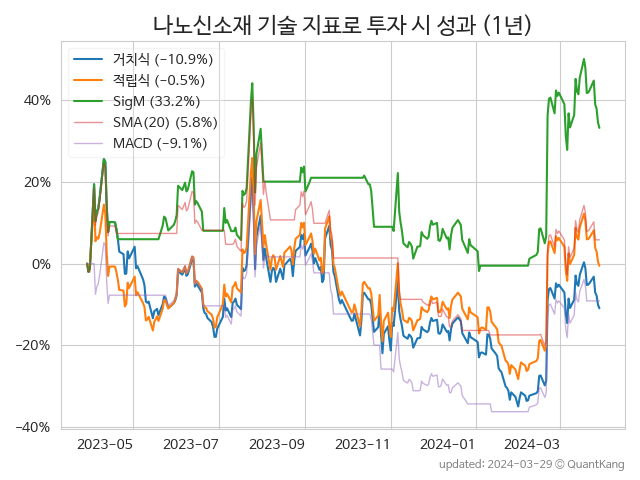 나노신소재 기술 지표로 투자 시 성과 (1년)
거치식 (−10.9%)
적립식 (−0.5%)
SigM (33.2%)
SMA(20) (5.8%)
MACD (−9.1%)
40%
20%
0%
−20%
−40%
2023-05 2023-07 2023-09 2023-11 2024-01 2024-03
updated: 2024-03-29 © QuantKang